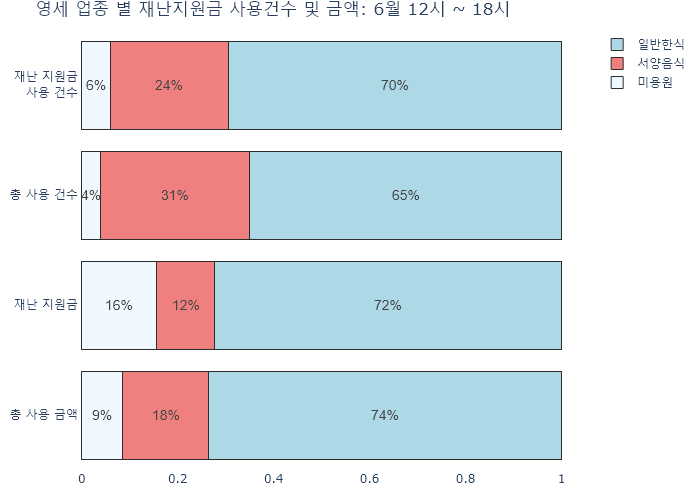 영세 업종 별 재난지원금 사용건수 및 금액: 6월 12시 ~ 18시
일반한식
서양음식
미용원
재난 지원금
사용 건수
6%
24%
70%
총 사용 건수
4%
31%
65%
재난 지원금
16%
12%
72%
총 사용 금액
9%
18%
74%
0
0.2
0.4
0.6
0.8
1